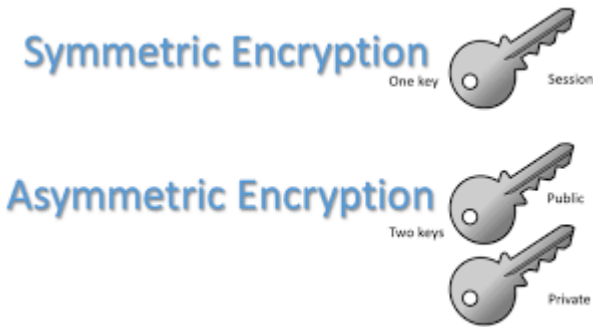 Symmetric Encryption
One key
Session
Asymmetric Encryption
Public
Two keys
Private